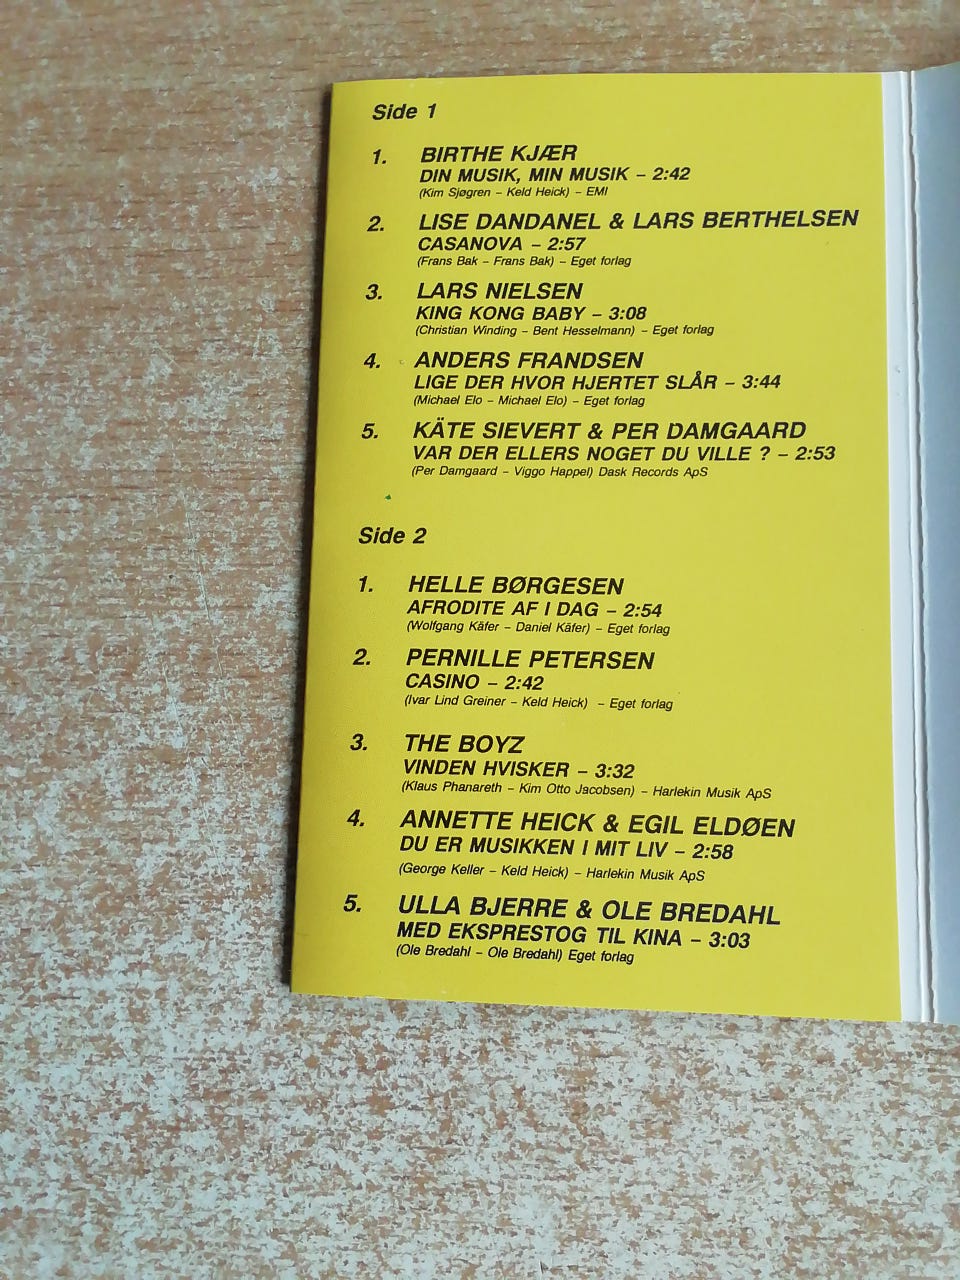 Side 1
1. BIRTHE KJÆR
DIN MUSIK, MIN MUSIK – 2:42
(Kim Sjøgren – Keld Heick) – EMI
2. LISE DANDANEL & LARS BERTHELSEN
CASANOVA – 2:57
(Frans Bak – Frans Bak) – Eget forlag
3. LARS NIELSEN
KING KONG BABY – 3:08
(Christian Winding – Bent Hesselmann) – Eget forlag
4. ANDERS FRANDSEN
LIGE DER HVOR HJERTET SLÅR – 3:44
(Michael Elo – Michael Elo) – Eget forlag
5. KÄTE SIEVERT & PER DAMGAARD
VAR DER ELLERS NOGET DU VILLE ? – 2:53
(Per Damgaard – Viggo Happel) Dask Records ApS
Side 2
1. HELLE BØRGESEN
AFRODITE AF I DAG – 2:54
(Wolfgang Käfer – Daniel Käfer) – Eget forlag
2. PERNILLE PETERSEN
CASINO – 2:42
(Ivar Lind Greiner – Keld Heick) – Eget forlag
3. THE BOYZ
VINDEN HVISKER – 3:32
(Klaus Phanareth – Kim Otto Jacobsen) – Harlekin Musik ApS
4. ANNETTE HEICK & EGIL ELDØEN
DU ER MUSIKKEN I MIT LIV – 2:58
(George Keller – Keld Heick) – Harlekin Musik ApS
5. ULLA BJERRE & OLE BREDAHL
MED EKSPRESTOG TIL KINA – 3:03
(Ole Bredahl – Ole Bredahl) Eget forlag